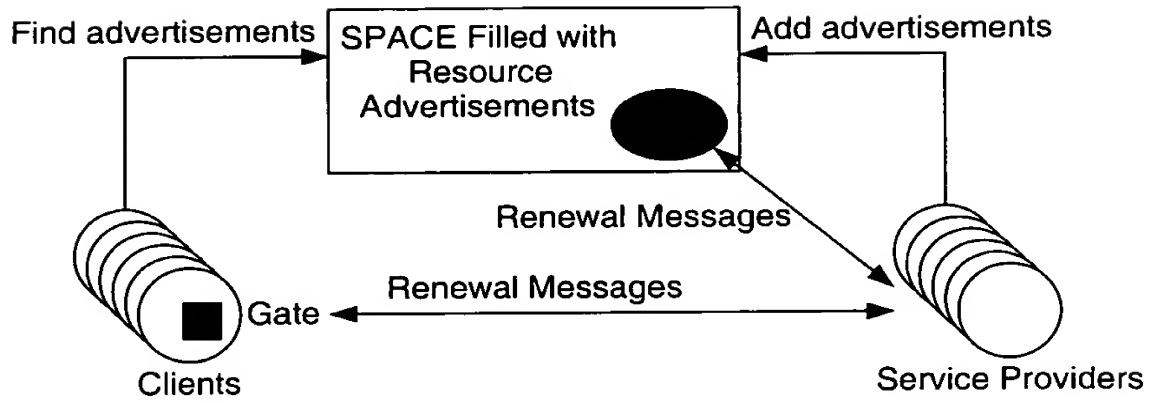 Find advertisements
SPACE Filled with
Resource
Advertisements
Add advertisements
Renewal Messages
Renewal Messages
Gate
Clients
Service Providers